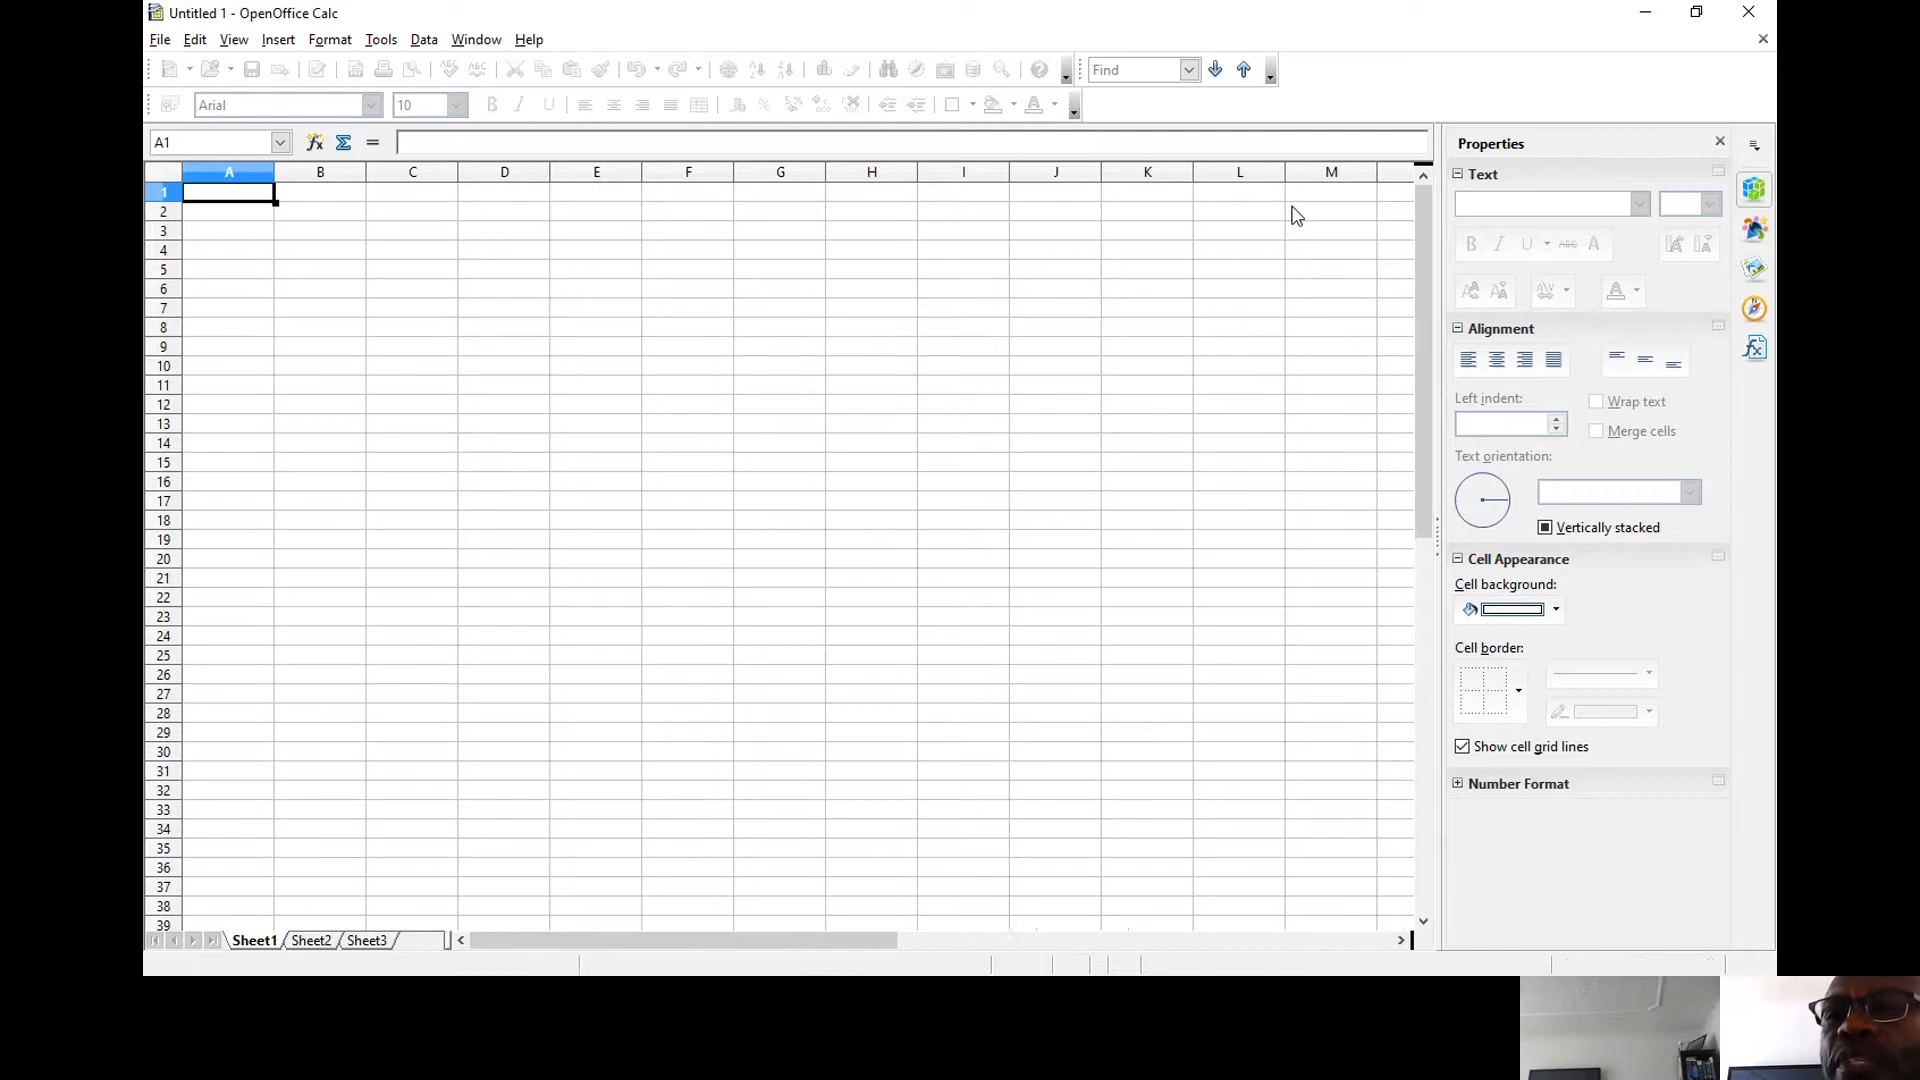 Untitled 1 - OpenOffice Calc
File Edit View Insert Format Tools Data Window Help
Find
Arial 10
A1
A B C D E F G H I J K L M
1
2
3
4
5
6
7
8
9
10
11
12
13
14
15
16
17
18
19
20
21
22
23
24
25
26
27
28
29
30
31
32
33
34
35
36
37
38
39
Sheet1 Sheet2 Sheet3
Properties
Text
Alignment
Left indent:
Wrap text
Merge cells
Text orientation:
Vertically stacked
Cell Appearance
Cell background:
Cell border:
Show cell grid lines
Number Format